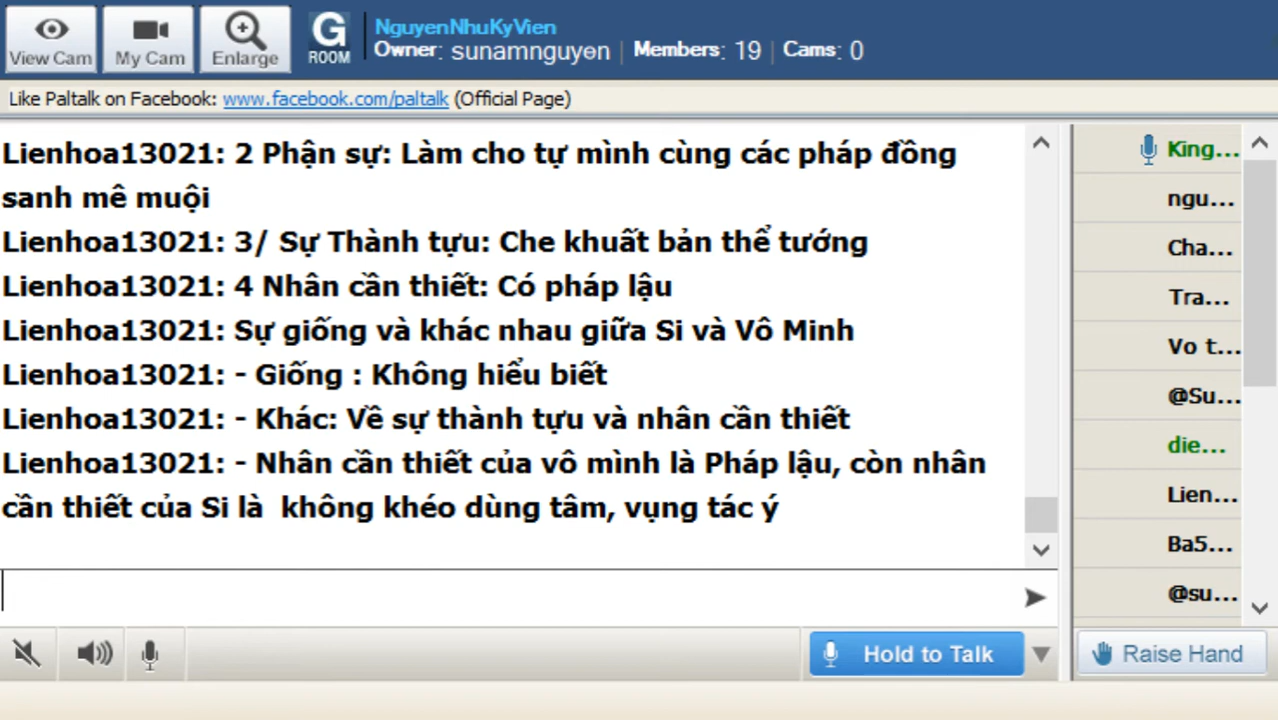 View Cam
My Cam
Enlarge
G
ROOM
NguyenNhuKyVien
Owner: sunamnguyen | Members: 19 | Cams: 0
Like Paltalk on Facebook: www.facebook.com/paltalk (Official Page)
Lienhoa13021: 2 Phận sự: Làm cho tự mình cùng các pháp đồng
sanh mê muội
Lienhoa13021: 3/ Sự Thành tựu: Che khuất bản thể tướng
Lienhoa13021: 4 Nhân cần thiết: Có pháp lậu
Lienhoa13021: Sự giống và khác nhau giữa Si và Vô Minh
Lienhoa13021: - Giống : Không hiểu biết
Lienhoa13021: - Khác: Về sự thành tựu và nhân cần thiết
Lienhoa13021: - Nhân cần thiết của vô mình là Pháp lậu, còn nhân
cần thiết của Si là  không khéo dùng tâm, vụng tác ý
King...
ngu...
Cha...
Tra...
Vo t...
@Su...
die...
Lien...
Ba5...
@su...
Hold to Talk
Raise Hand